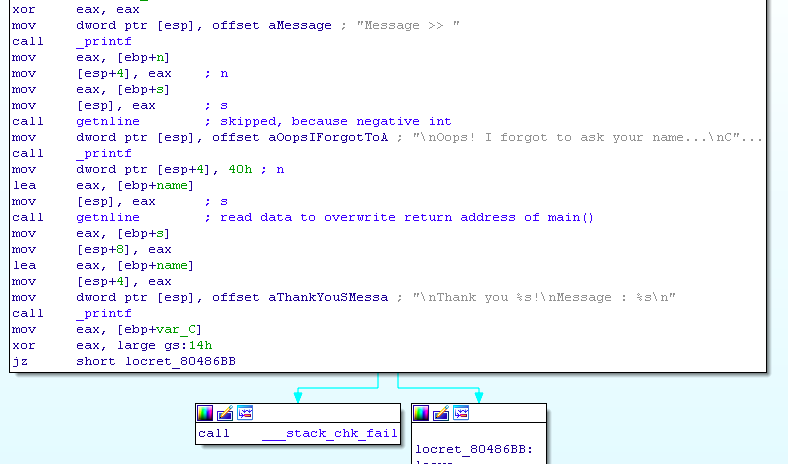 xor eax, eax
mov dword ptr [esp], offset aMessage ; "Message >> "
call _printf
mov eax, [ebp+n]
mov [esp+4], eax ; n
mov eax, [ebp+s]
mov [esp], eax ; s
call getnline ; skipped, because negative int
mov dword ptr [esp], offset aOopsIForgotToA ; "\nOops! I forgot to ask your name...\nC"...
call _printf
mov dword ptr [esp+4], 40h ; n
lea eax, [ebp+name]
mov [esp], eax ; s
call getnline ; read data to overwrite return address of main()
mov eax, [ebp+s]
mov [esp+8], eax
lea eax, [ebp+name]
mov [esp+4], eax
mov dword ptr [esp], offset aThankYouSMessa ; "\nThank you %s!\nMessage : %s\n"
call _printf
mov eax, [ebp+var_C]
xor eax, large gs:14h
jz short locret_80486BB
call ___stack_chk_fail
locret_80486BB: